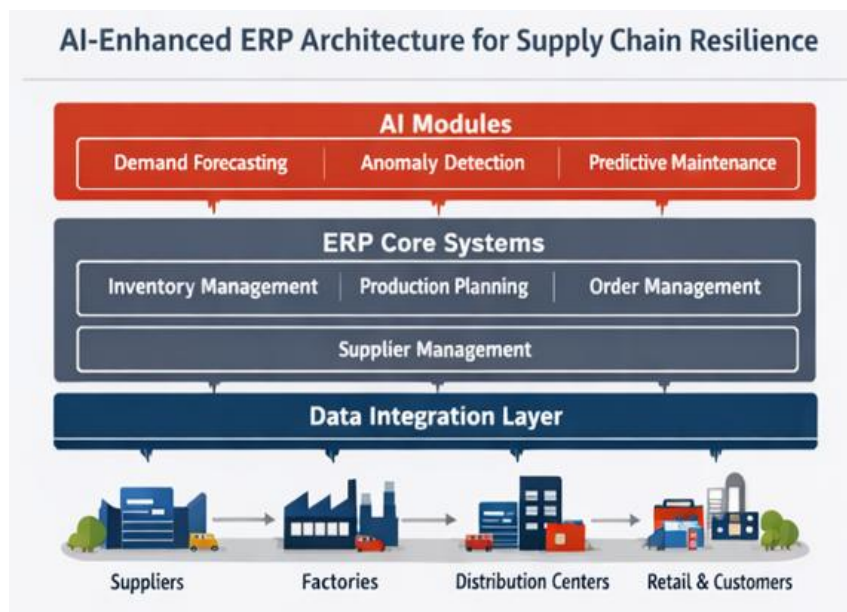 AI-Enhanced ERP Architecture for Supply Chain Resilience
AI Modules
Demand Forecasting
Anomaly Detection
Predictive Maintenance
ERP Core Systems
Inventory Management
Production Planning
Order Management
Supplier Management
Data Integration Layer
Suppliers
Factories
Distribution Centers
Retail & Customers